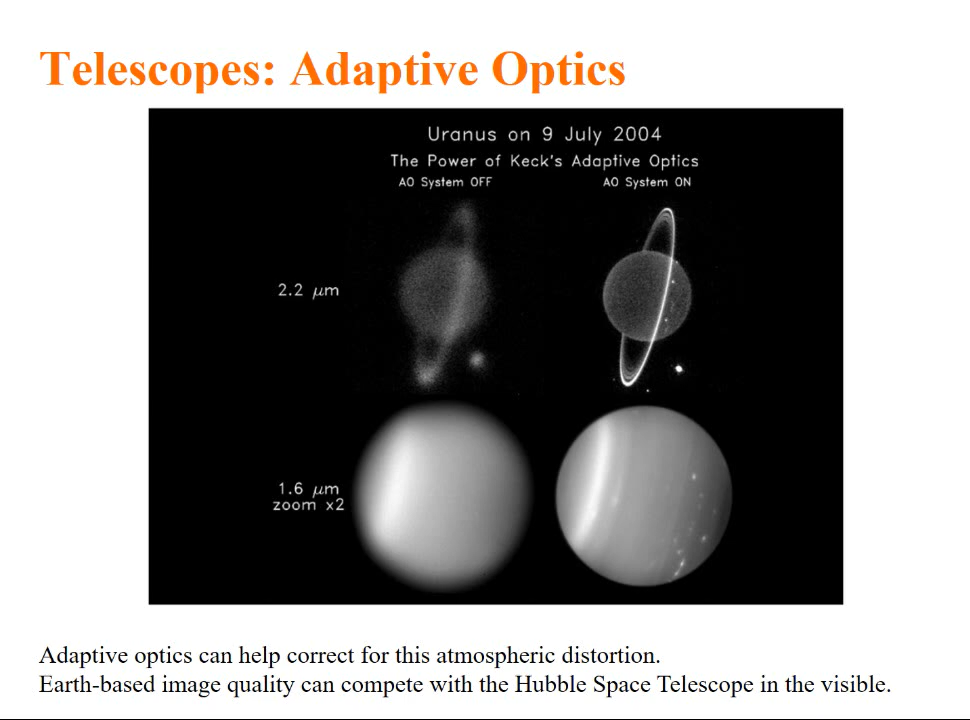 Telescopes: Adaptive Optics
Uranus on 9 July 2004
The Power of Keck's Adaptive Optics
AO System OFF AO System ON
2.2 μm
1.6 μm
zoom x2
Adaptive optics can help correct for this atmospheric distortion.
Earth-based image quality can compete with the Hubble Space Telescope in the visible.